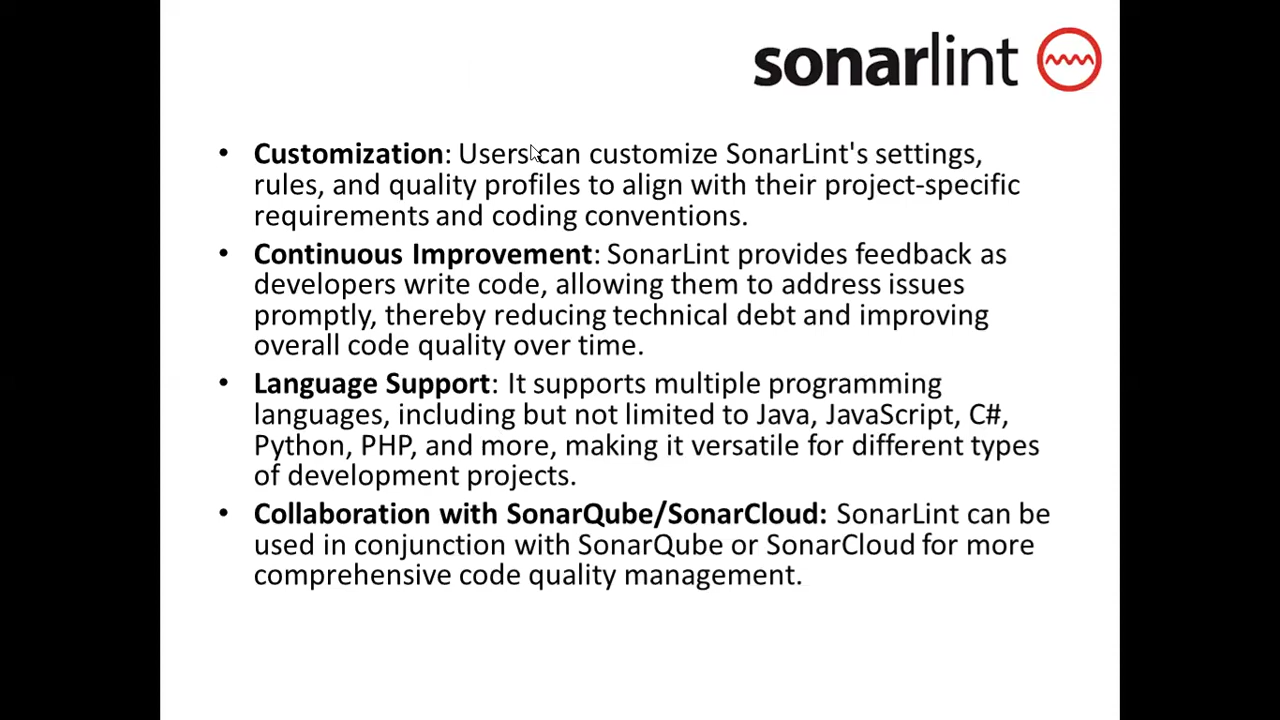 sonarlint
• Customization: Users can customize SonarLint's settings,
rules, and quality profiles to align with their project-specific
requirements and coding conventions.
• Continuous Improvement: SonarLint provides feedback as
developers write code, allowing them to address issues
promptly, thereby reducing technical debt and improving
overall code quality over time.
• Language Support: It supports multiple programming
languages, including but not limited to Java, JavaScript, C#,
Python, PHP, and more, making it versatile for different types
of development projects.
• Collaboration with SonarQube/SonarCloud: SonarLint can be
used in conjunction with SonarQube or SonarCloud for more
comprehensive code quality management.